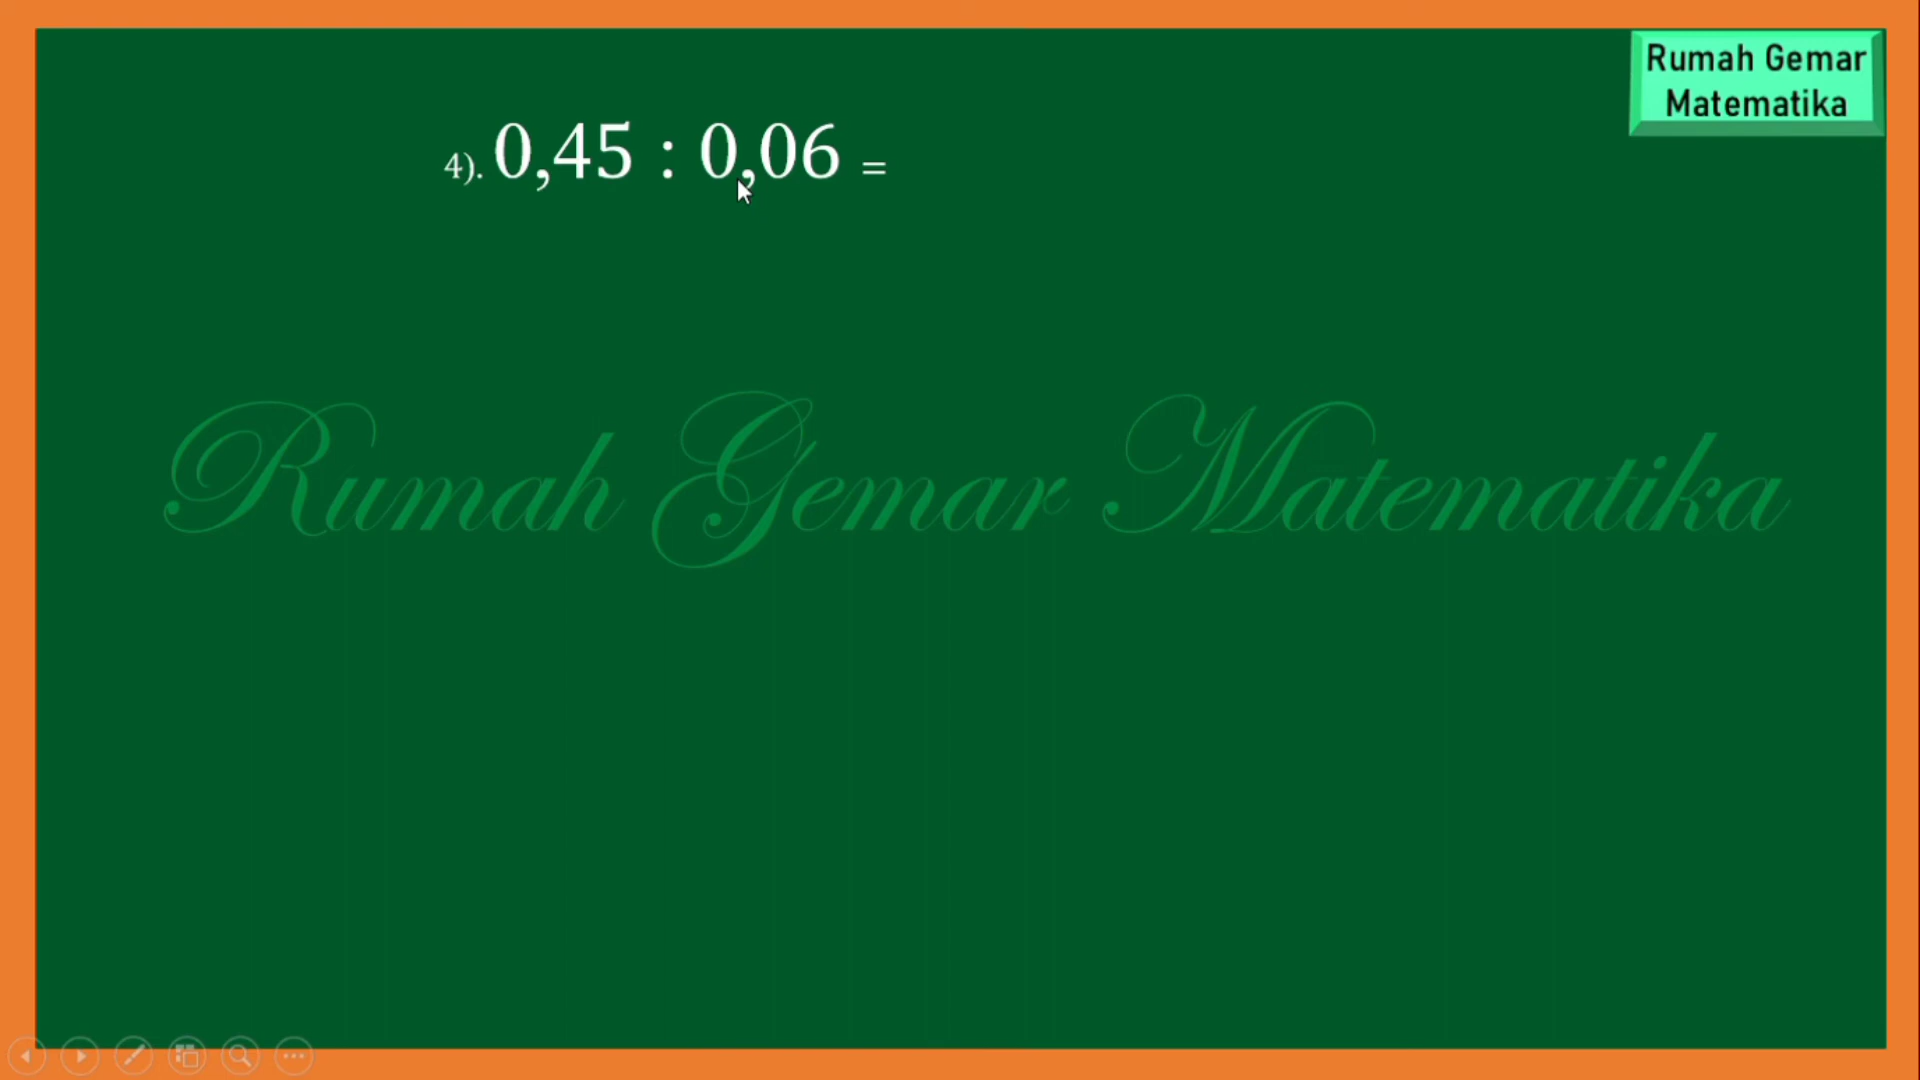 Rumah Gemar
Matematika
4). 0,45 : 0,06 =
Rumah Gemar Matematika